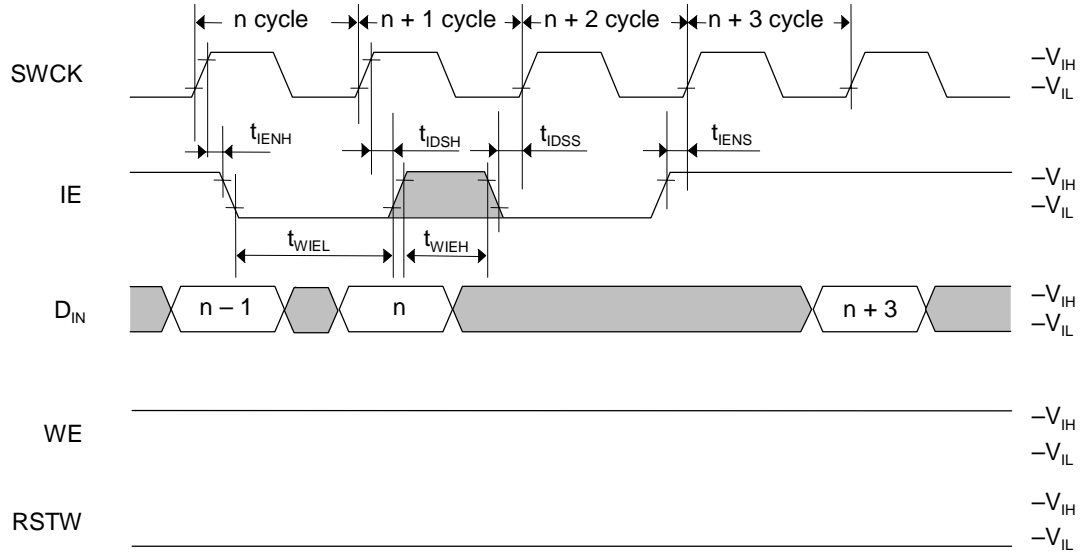 n cycle n + 1 cycle n + 2 cycle n + 3 cycle
SWCK –V_IH
–V_IL
t_IENH t_IDSH t_IDSS t_IENS
IE –V_IH
–V_IL
t_WIEL t_WIEH
D_IN n – 1 n n + 3 –V_IH
–V_IL
WE –V_IH
–V_IL
RSTW –V_IH
–V_IL